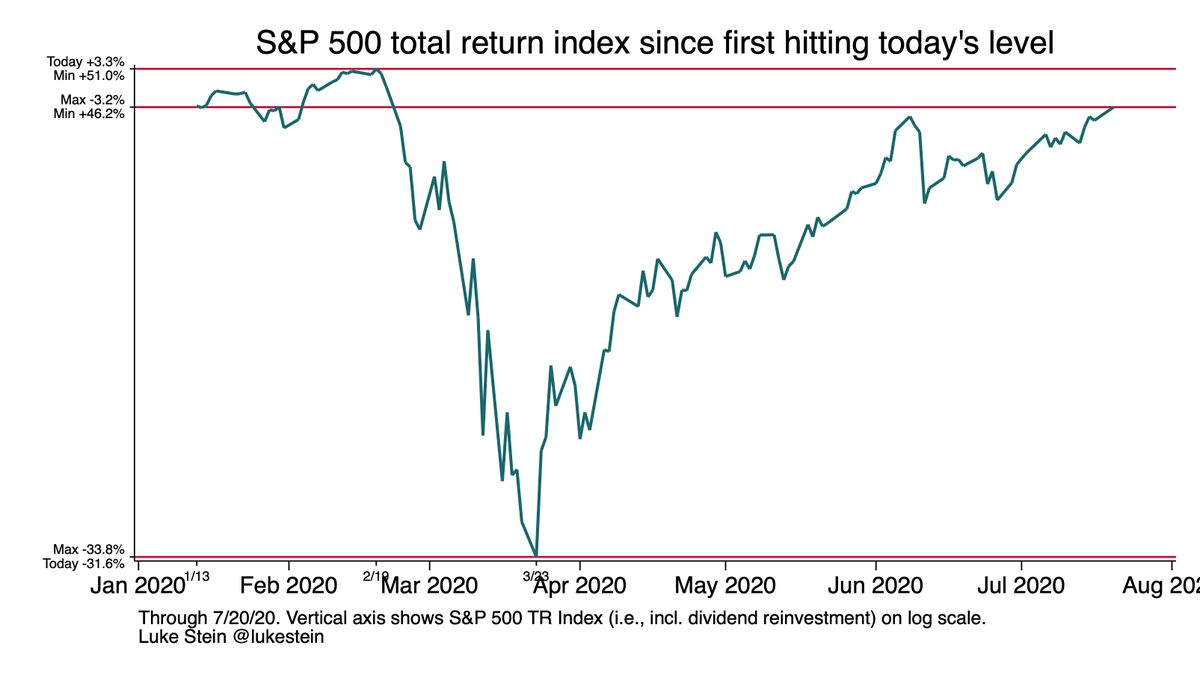 S&P 500 total return index since first hitting today's level
Today +3.3%
Min +51.0%
Max -3.2%
Min +46.2%
Max -33.8%
Today -31.6%
1/13 2/19 3/23
Jan 2020 Feb 2020 Mar 2020 Apr 2020 May 2020 Jun 2020 Jul 2020 Aug 202
Through 7/20/20. Vertical axis shows S&P 500 TR Index (i.e., incl. dividend reinvestment) on log scale.
Luke Stein @lukestein